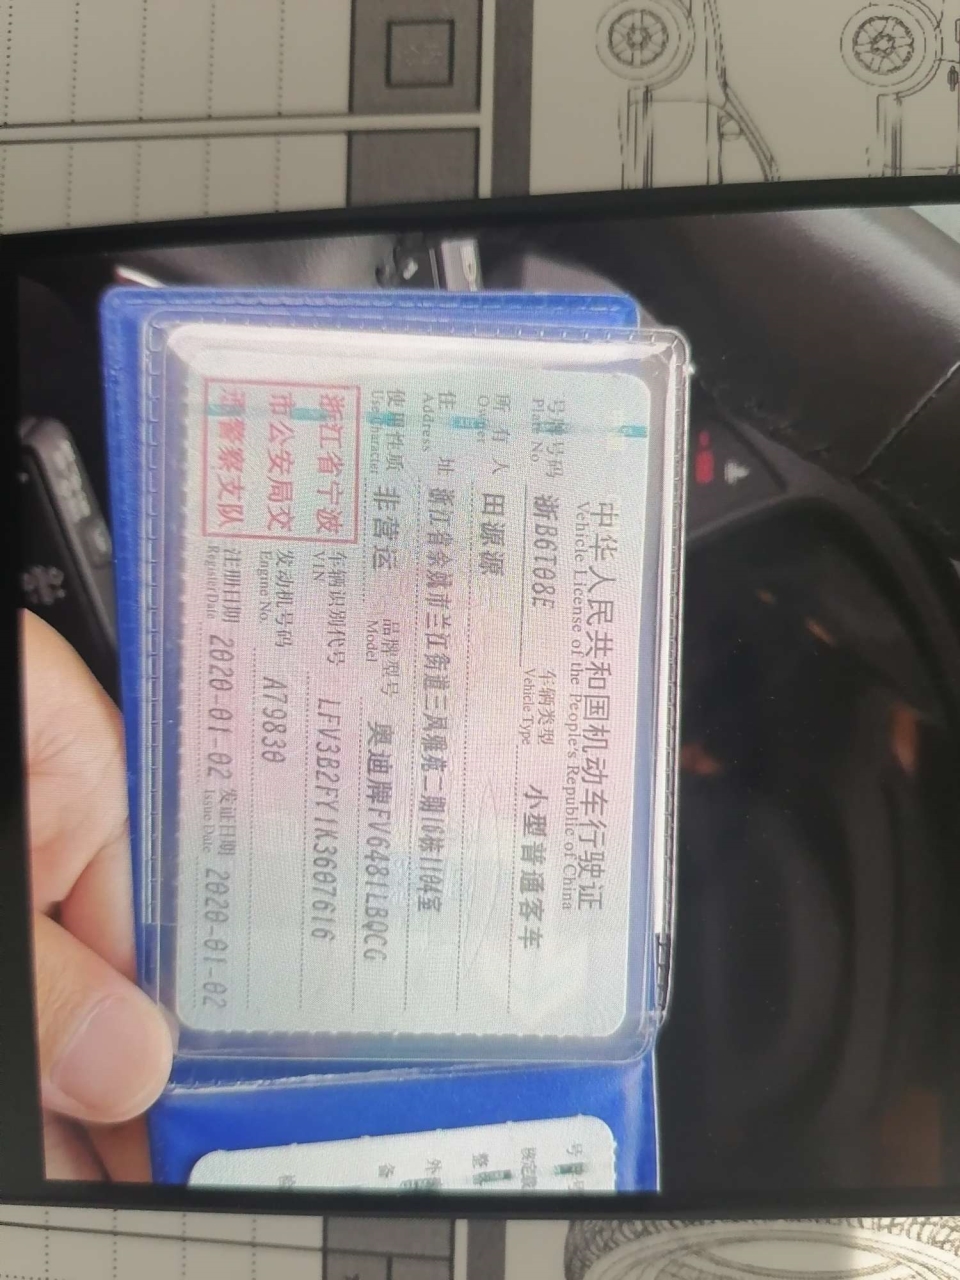 中华人民共和国机动车行驶证
Vehicle License of the People's Republic of China
号牌号码 浙B6T08E 车辆类型 小型普通客车
Plate No. Vehicle Type
所有人 田源源
Owner
住址 浙江省余姚市兰江街道三凤雅苑二期16栋1104室
Address
使用性质 非营运 品牌型号 奥迪牌FV6481LBQCG
Use Character Model
浙江省宁波
市公安局交
通警察支队
车辆识别代号 LFV3B2FY1K3607616
VIN
发动机号码 A79830
Engine No.
注册日期 2020-01-02 发证日期 2020-01-02
Register Date Issue Date